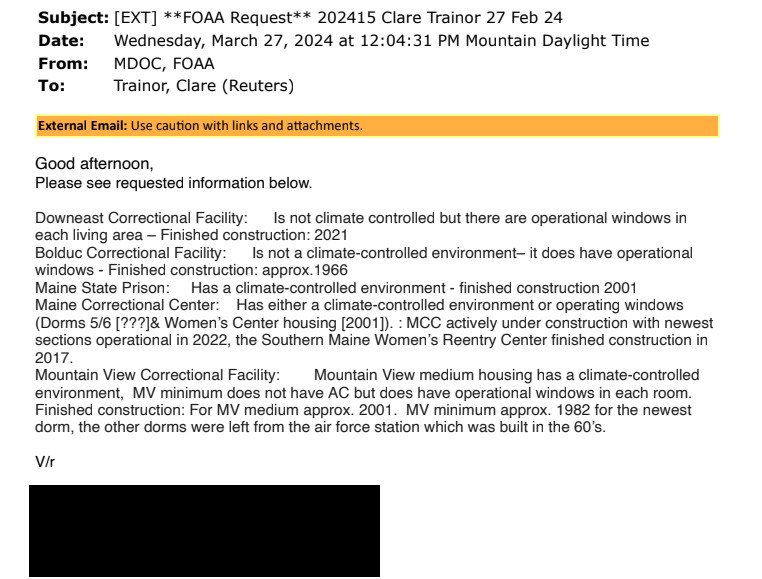 Subject: [EXT] **FOAA Request** 202415 Clare Trainor 27 Feb 24
Date: Wednesday, March 27, 2024 at 12:04:31 PM Mountain Daylight Time
From: MDOC, FOAA
To: Trainor, Clare (Reuters)
External Email: Use caution with links and attachments.
Good afternoon,
Please see requested information below.
Downeast Correctional Facility: Is not climate controlled but there are operational windows in
each living area – Finished construction: 2021
Bolduc Correctional Facility: Is not a climate-controlled environment– it does have operational
windows - Finished construction: approx.1966
Maine State Prison: Has a climate-controlled environment - finished construction 2001
Maine Correctional Center: Has either a climate-controlled environment or operating windows
(Dorms 5/6 [???]& Women’s Center housing [2001]). : MCC actively under construction with newest
sections operational in 2022, the Southern Maine Women’s Reentry Center finished construction in
2017.
Mountain View Correctional Facility: Mountain View medium housing has a climate-controlled
environment, MV minimum does not have AC but does have operational windows in each room.
Finished construction: For MV medium approx. 2001. MV minimum approx. 1982 for the newest
dorm, the other dorms were left from the air force station which was built in the 60’s.
V/r